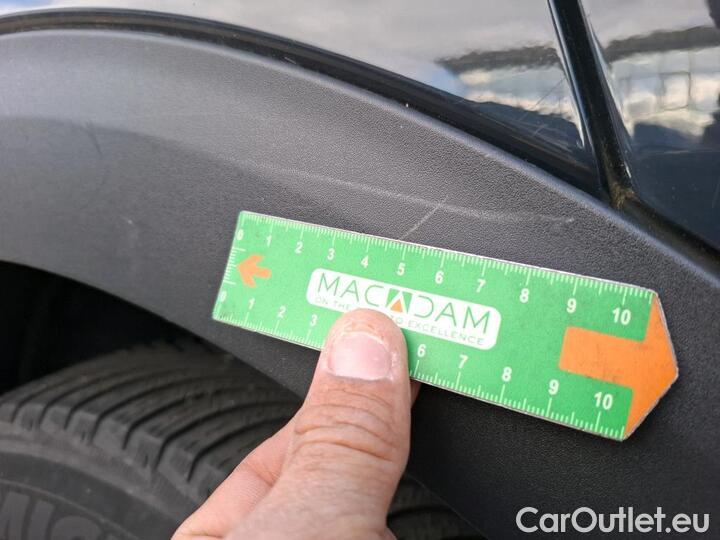 0 1 2 3 4 5 6 7 8 9 10
MACADAM
ON THE TO EXCELLENCE
0 1 2 3 6 7 8 9 10
CarOutlet.eu